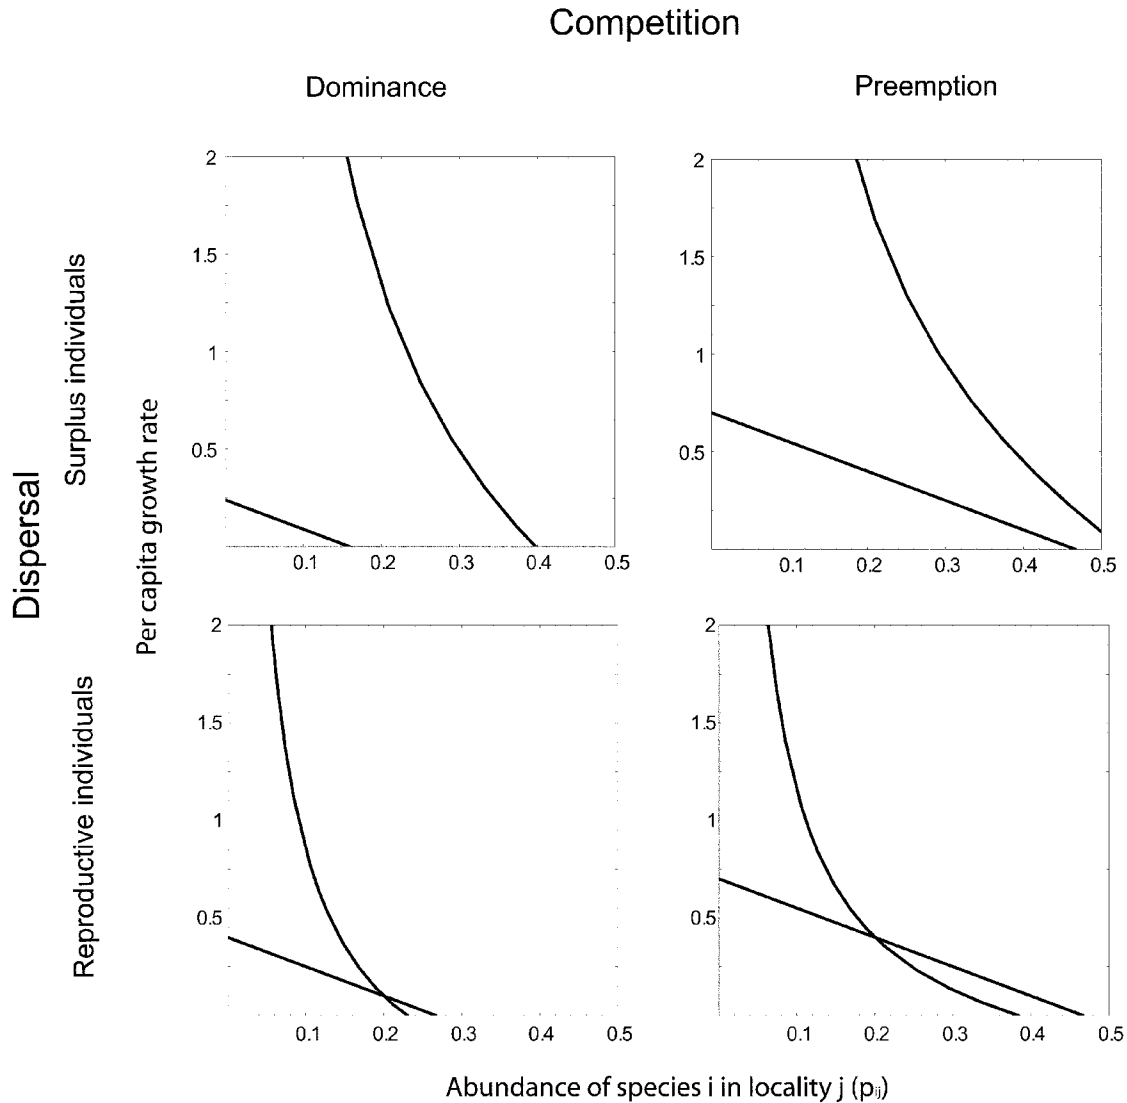 Competition
Dominance
Preemption
Dispersal
Surplus individuals
Reproductive individuals
Per capita growth rate
2
1.5
1
0.5
0.1 0.2 0.3 0.4 0.5
2
1.5
1
0.5
0.1 0.2 0.3 0.4 0.5
2
1.5
1
0.5
0.1 0.2 0.3 0.4 0.5
2
1.5
1
0.5
0.1 0.2 0.3 0.4 0.5
Abundance of species i in locality j (pij)